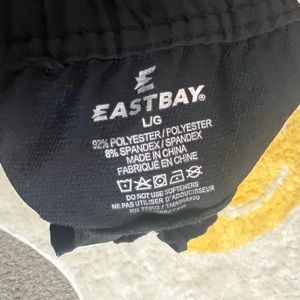 EASTBAY®
L/G
92% POLYESTER / POLYESTER
8% SPANDEX / SPANDEX
MADE IN CHINA
FABRIQUÉ EN CHINE
DO NOT USE SOFTENERS
NE PAS UTILISER D'ADOUCISSEUR